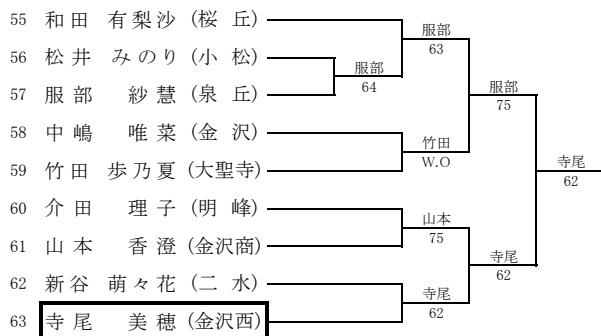 55 和田 有梨沙 (桜 丘)
服部
63
56 松井 みのり (小 松)
服部
64
57 服部 紗慧 (泉 丘)
服部
75
58 中嶋 唯菜 (金 沢)
竹田
W.O
59 竹田 歩乃夏 (大聖寺)
寺尾
62
60 介田 理子 (明 峰)
山本
75
61 山本 香澄 (金沢商)
寺尾
62
62 新谷 萌々花 (二 水)
寺尾
62
63 寺尾 美穂 (金沢西)